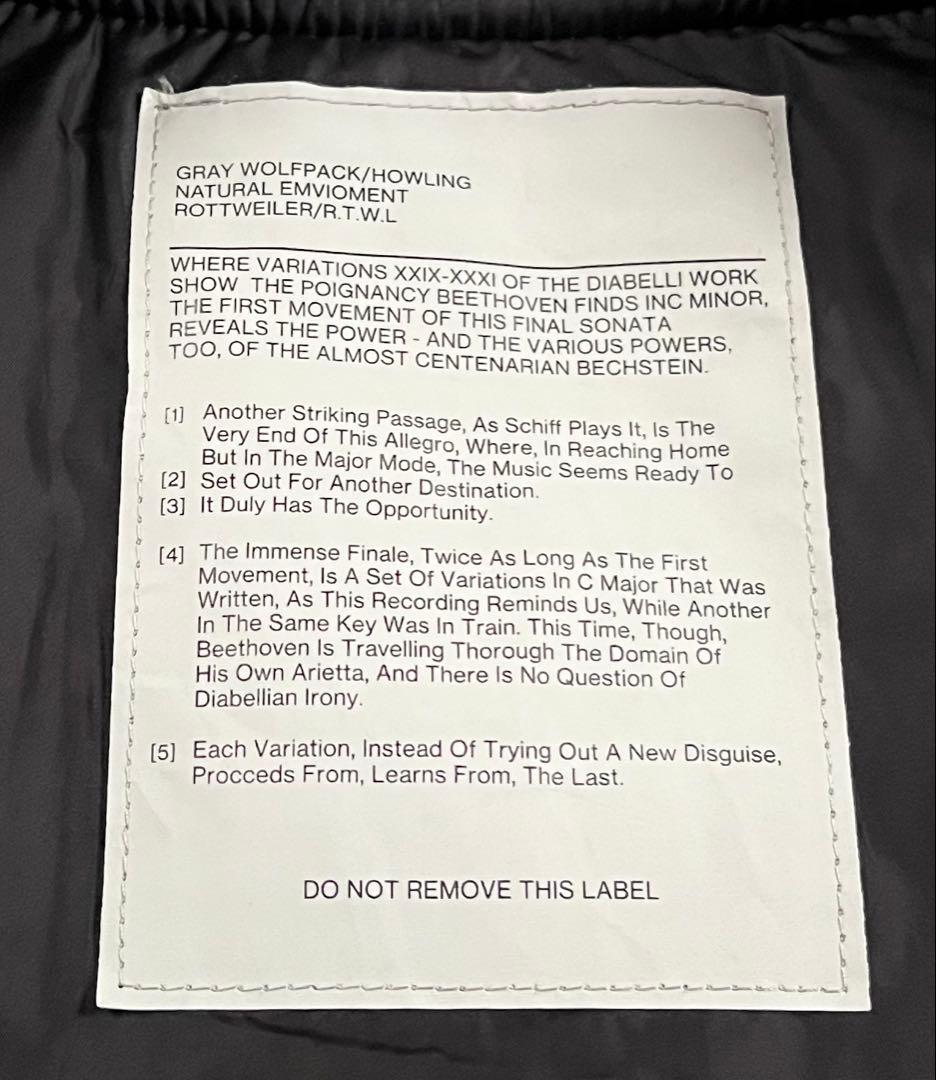 GRAY WOLFPACK/HOWLING
NATURAL EMVIOMENT
ROTTWEILER/R.T.W.L
WHERE VARIATIONS XXIX-XXXI OF THE DIABELLI WORK
SHOW THE POIGNANCY BEETHOVEN FINDS INC MINOR,
THE FIRST MOVEMENT OF THIS FINAL SONATA
REVEALS THE POWER - AND THE VARIOUS POWERS,
TOO, OF THE ALMOST CENTENARIAN BECHSTEIN.
[1] Another Striking Passage, As Schiff Plays It, Is The
Very End Of This Allegro, Where, In Reaching Home
But In The Major Mode, The Music Seems Ready To
[2] Set Out For Another Destination.
[3] It Duly Has The Opportunity.
[4] The Immense Finale, Twice As Long As The First
Movement, Is A Set Of Variations In C Major That Was
Written, As This Recording Reminds Us, While Another
In The Same Key Was In Train. This Time, Though,
Beethoven Is Travelling Thorough The Domain Of
His Own Arietta, And There Is No Question Of
Diabellian Irony.
[5] Each Variation, Instead Of Trying Out A New Disguise,
Procceds From, Learns From, The Last.
DO NOT REMOVE THIS LABEL